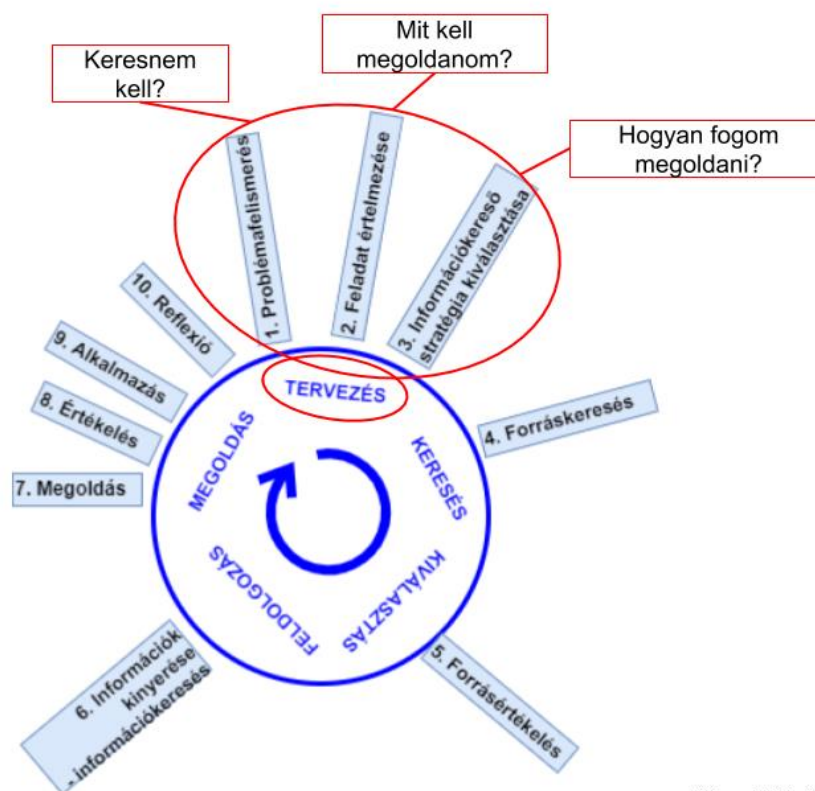 Keresnem
kell?
Mit kell
megoldanom?
Hogyan fogom
megoldani?
1. Problémafelismerés
2. Feladat értelmezése
3. Információkereső
stratégia kiválasztása
4. Forráskeresés
5. Forrásértékelés
6. Információk
kinyerése
- információkeresés
7. Megoldás
8. Értékelés
9. Alkalmazás
10. Reflexió
TERVEZÉS
KERESÉS
KIVÁLASZTÁS
FELDOLGOZÁS
MEGOLDÁS